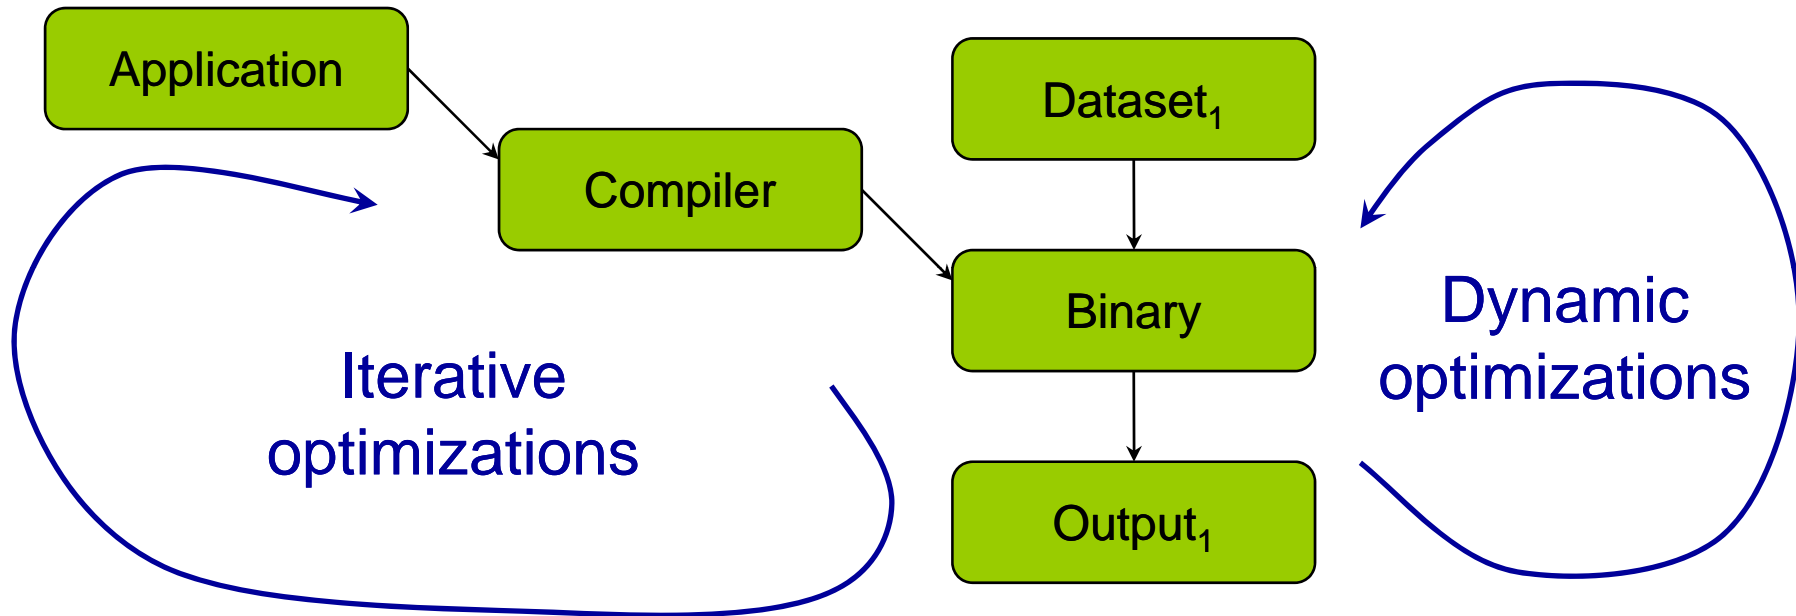 Application
Compiler
Dataset₁
Binary
Output₁
Iterative
optimizations
Dynamic
optimizations